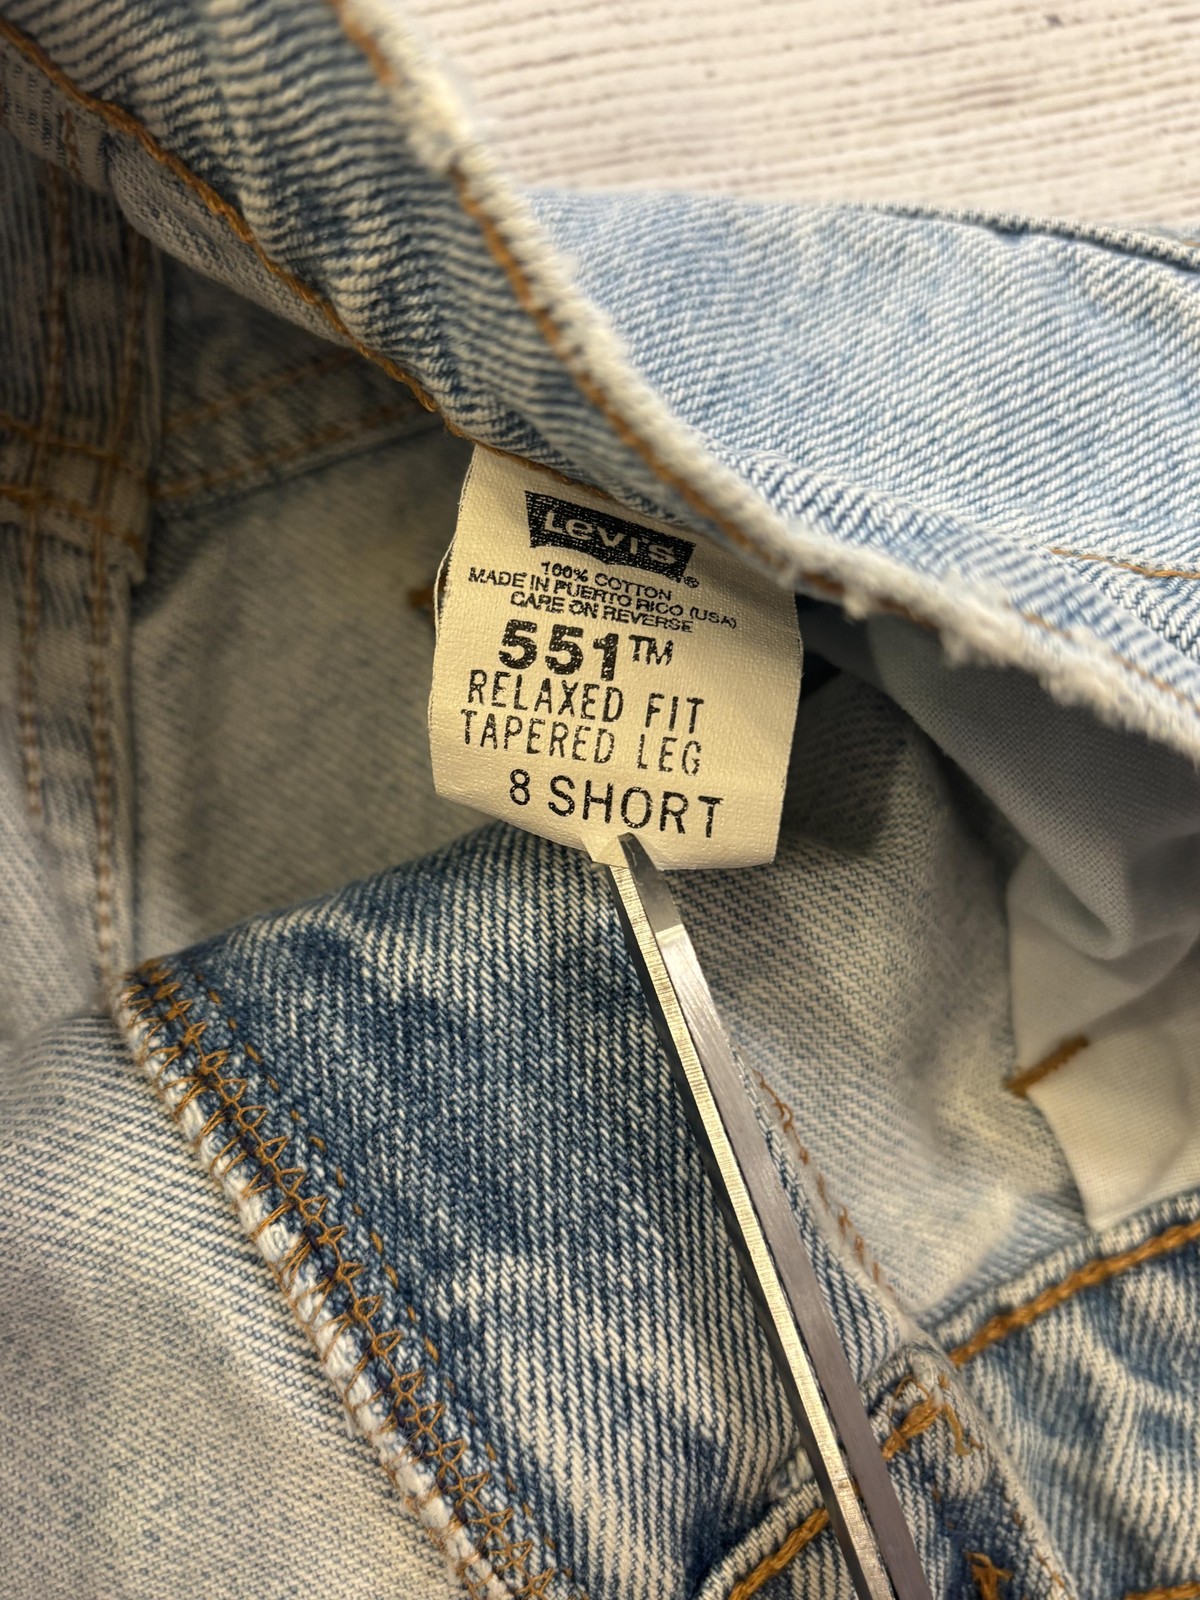 Levi's®
100% COTTON
MADE IN PUERTO RICO (USA)
CARE ON REVERSE
551™
RELAXED FIT
TAPERED LEG
8 SHORT